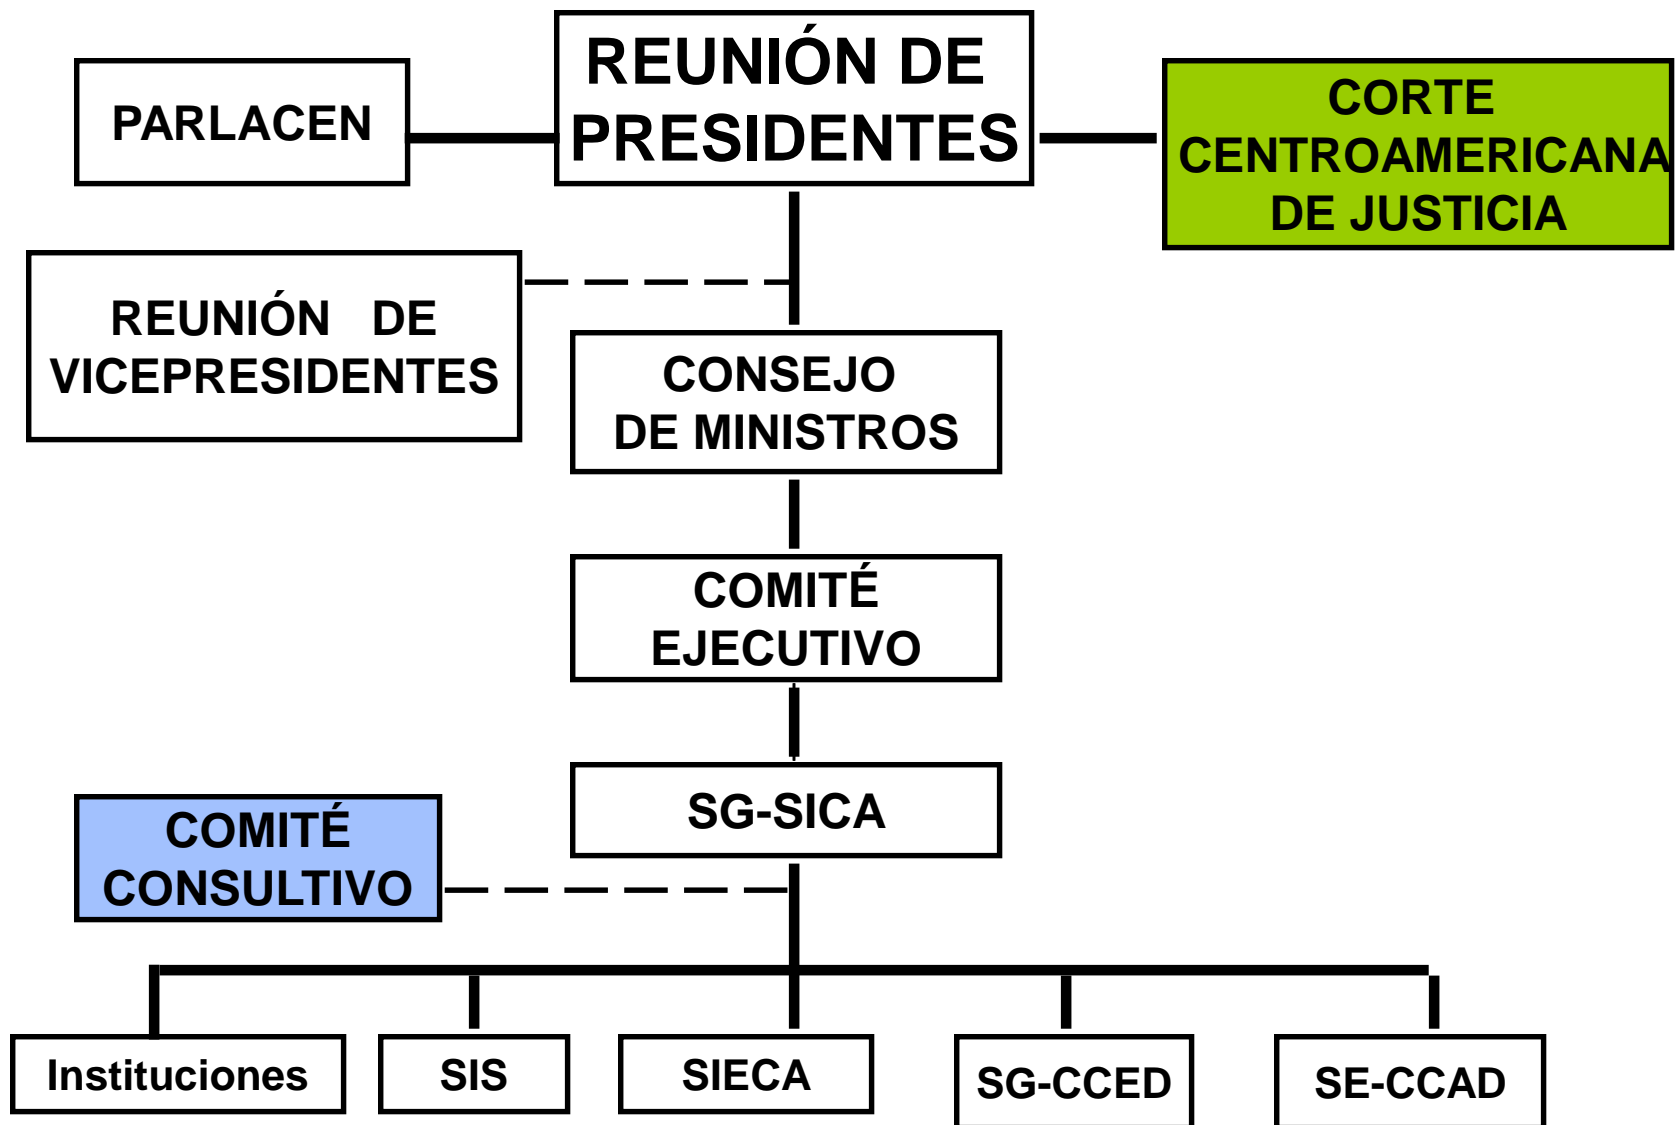 REUNIÓN DE
PRESIDENTES
PARLACEN
CORTE
CENTROAMERICANA
DE JUSTICIA
REUNIÓN DE
VICEPRESIDENTES
CONSEJO
DE MINISTROS
COMITÉ
EJECUTIVO
SG-SICA
COMITÉ
CONSULTIVO
Instituciones
SIS
SIECA
SG-CCED
SE-CCAD